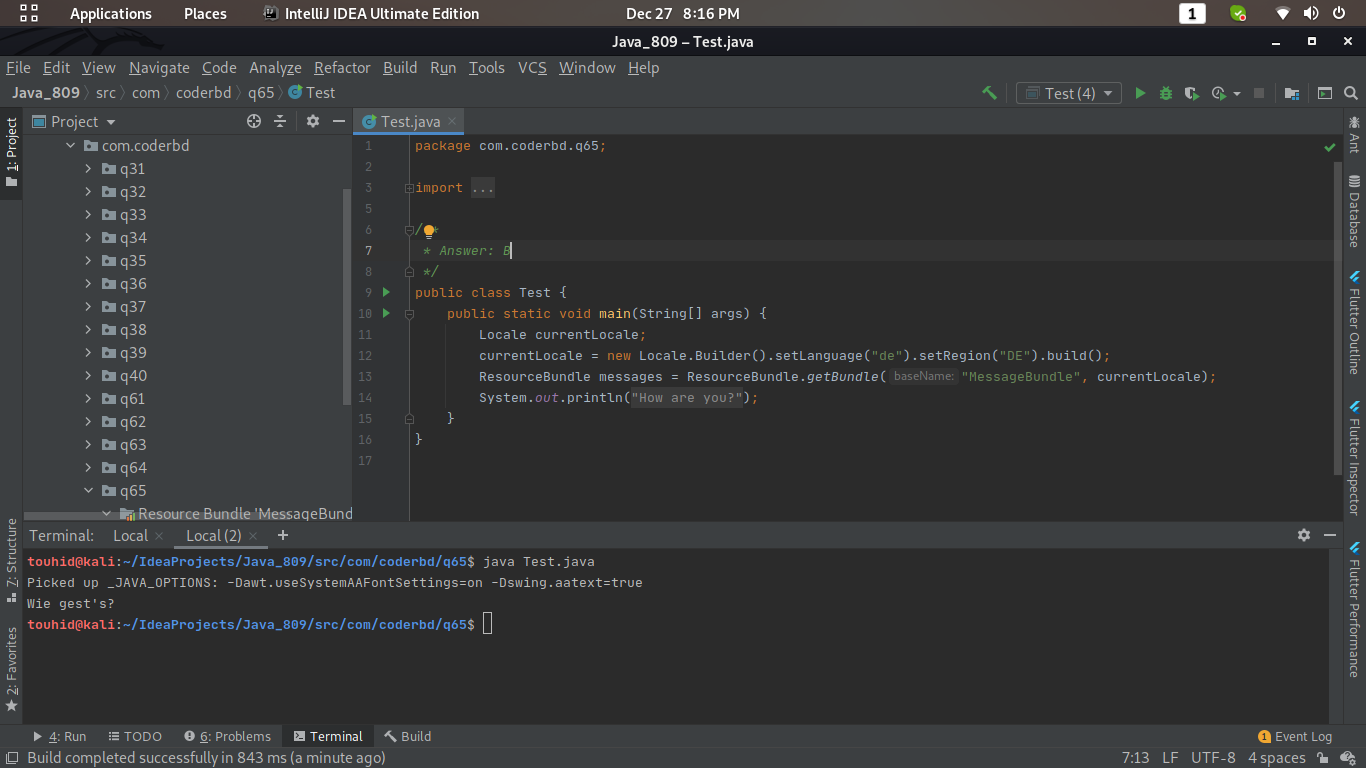 Applications Places IntelliJ IDEA Ultimate Edition Dec 27 8:16 PM 1
Java_809 – Test.java
File Edit View Navigate Code Analyze Refactor Build Run Tools VCS Window Help
Java_809 src com coderbd q65 Test Test (4)
1: Project
7: Structure
2: Favorites
Project
com.coderbd
q31
q32
q33
q34
q35
q36
q37
q38
q39
q40
q61
q62
q63
q64
q65
Resource Bundle 'MessageBund
Test.java
1 package com.coderbd.q65;
2
3 import ...
5
6 /**
7 * Answer: B
8 */
9 public class Test {
10 public static void main(String[] args) {
11 Locale currentLocale;
12 currentLocale = new Locale.Builder().setLanguage("de").setRegion("DE").build();
13 ResourceBundle messages = ResourceBundle.getBundle( baseName: "MessageBundle", currentLocale);
14 System.out.println("How are you?");
15 }
16 }
17
Ant
Database
Flutter Outline
Flutter Inspector
Flutter Performance
Terminal: Local Local (2)
touhid@kali:~/IdeaProjects/Java_809/src/com/coderbd/q65$ java Test.java
Picked up _JAVA_OPTIONS: -Dawt.useSystemAAFontSettings=on -Dswing.aatext=true
Wie gest's?
touhid@kali:~/IdeaProjects/Java_809/src/com/coderbd/q65$
4: Run TODO 6: Problems Terminal Build 1 Event Log
Build completed successfully in 843 ms (a minute ago) 7:13 LF UTF-8 4 spaces